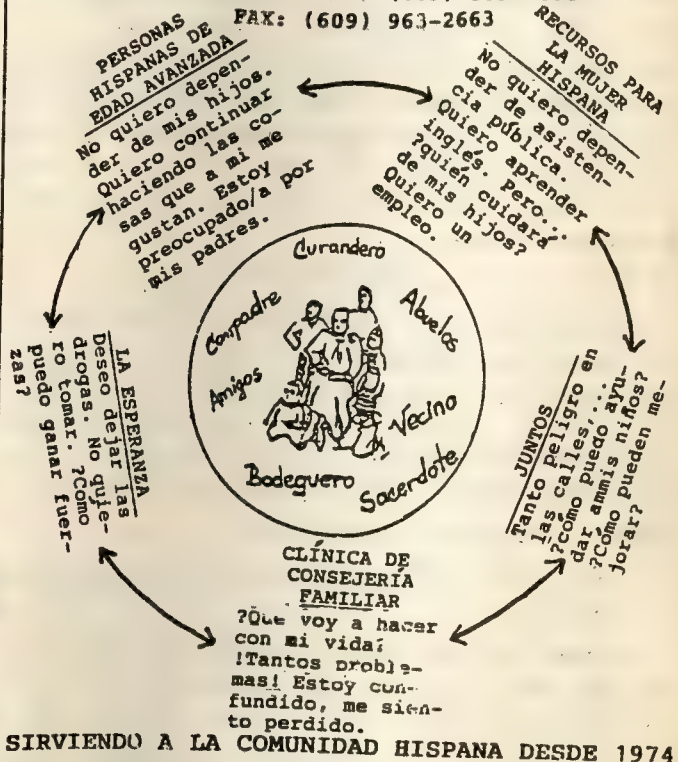 FAX: (609) 963-2663
PERSONAS
HISPANAS DE
EDAD AVANZADA
No quiero depen-
der de mis hijos.
Quiero continuar
haciendo las co-
sas que a mi me
gustan. Estoy
preocupado/a por
mis padres.
RECURSOS PARA
LA MUJER
HISPANA
No quiero depen-
der de asisten-
cia pública.
Quiero aprender
inglés. Pero...
?quién cuidará
de mis hijos?
Quiero un
empleo.
Curandero
Compadre
Abuelos
Amigos
Vecino
Bodeguero
Sacerdote
LA ESPERANZA
Deseo dejar las
drogas. No quie-
ro tomar. ?Como
puedo ganar fuer-
zas?
JUNTOS
Tanto peligro en
las calles,...
?cómo puedo ayu-
dar ammis niños?
?Cómo pueden me-
jorar?
CLÍNICA DE
CONSEJERÍA
FAMILIAR
?Que voy a hacer
con mi vida?
!Tantos proble-
mas! Estoy con-
fundido, me sien-
to perdido.
SIRVIENDO A LA COMUNIDAD HISPANA DESDE 1974